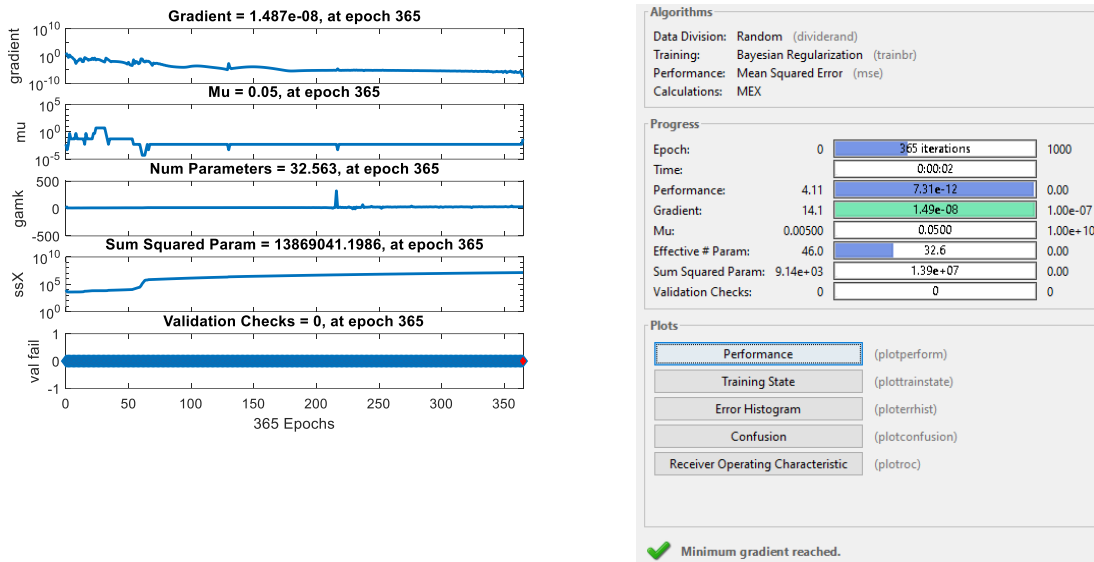 Gradient = 1.487e-08, at epoch 365
10^10
10^0
10^-10
gradient
Mu = 0.05, at epoch 365
10^5
10^0
10^-5
mu
Num Parameters = 32.563, at epoch 365
500
0
-500
gamk
Sum Squared Param = 13869041.1986, at epoch 365
10^10
10^5
10^0
ssX
Validation Checks = 0, at epoch 365
1
0
-1
val fail
0 50 100 150 200 250 300 350
365 Epochs
Algorithms
Data Division: Random (dividerand)
Training: Bayesian Regularization (trainbr)
Performance: Mean Squared Error (mse)
Calculations: MEX
Progress
Epoch: 0 365 iterations 1000
Time: 0:00:02
Performance: 4.11 7.31e-12 0.00
Gradient: 14.1 1.49e-08 1.00e-07
Mu: 0.00500 0.0500 1.00e+10
Effective # Param: 46.0 32.6 0.00
Sum Squared Param: 9.14e+03 1.39e+07 0.00
Validation Checks: 0 0 0
Plots
Performance (plotperform)
Training State (plottrainstate)
Error Histogram (ploterrhist)
Confusion (plotconfusion)
Receiver Operating Characteristic (plotroc)
Minimum gradient reached.